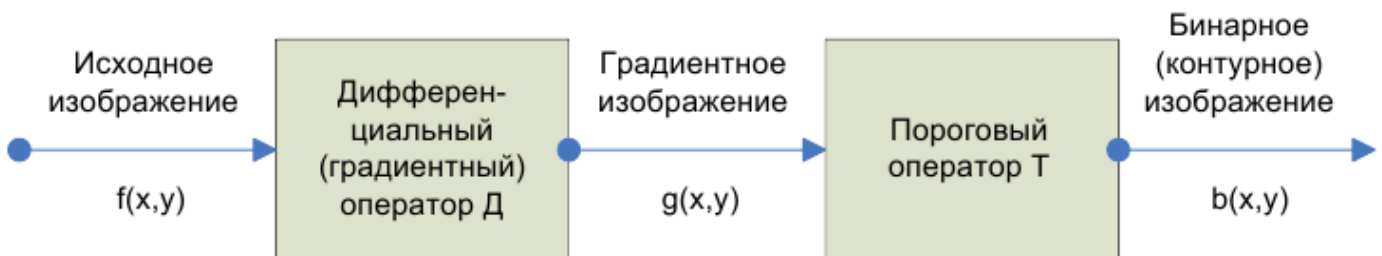 Исходное
изображение
f(x,y)
Дифферен-
циальный
(градиентный)
оператор Д
Градиентное
изображение
g(x,y)
Пороговый
оператор Т
Бинарное
(контурное)
изображение
b(x,y)